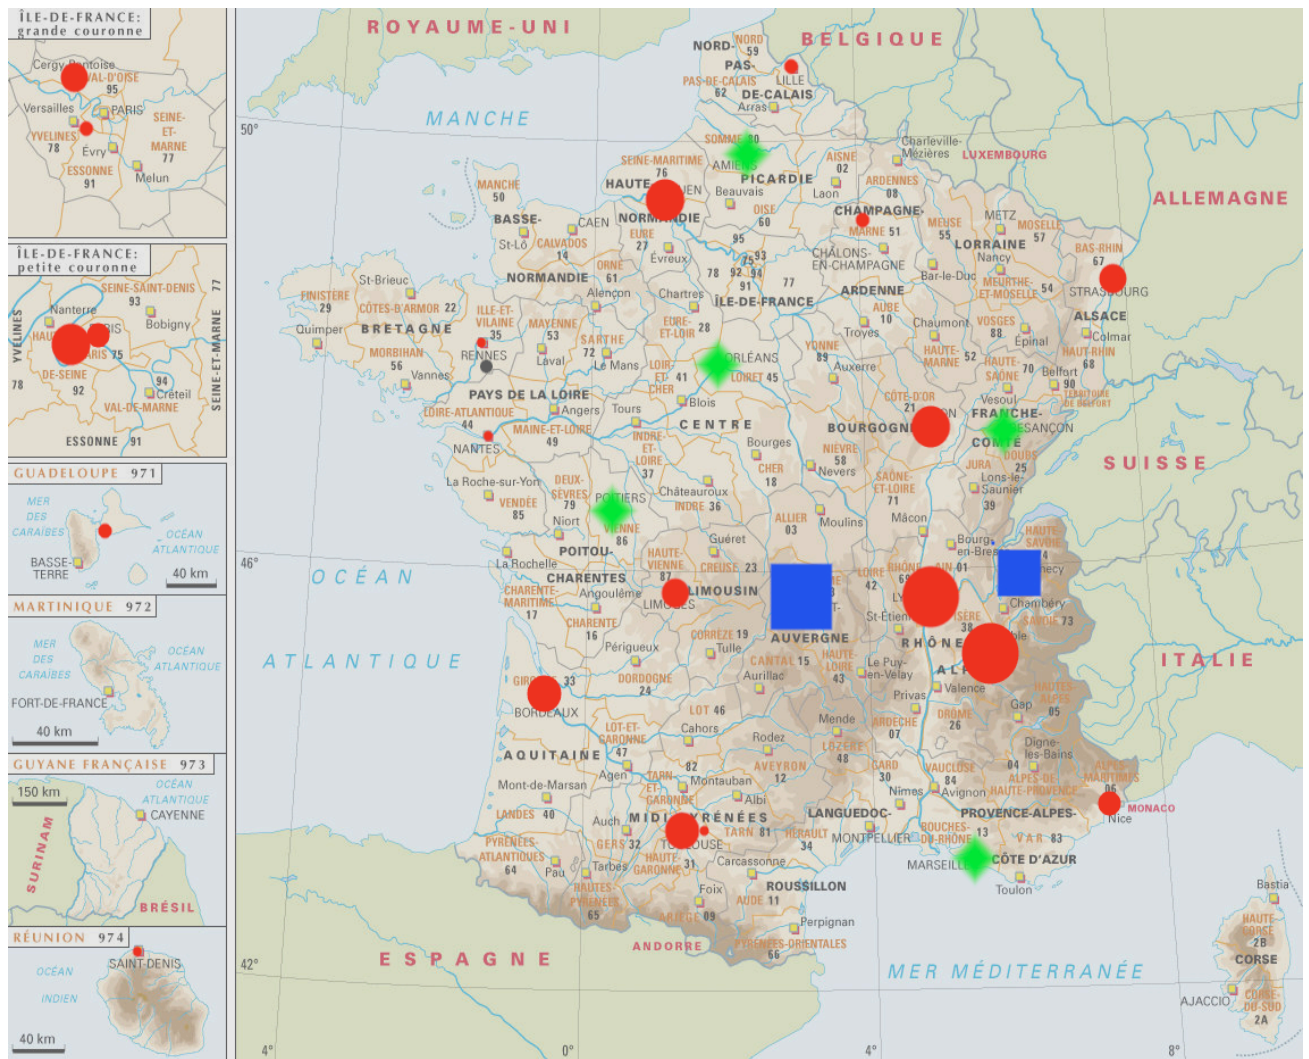 ÎLE-DE-FRANCE:
grande couronne
Cergy-Pontoise
VAL-D'OISE
95
Versailles
PARIS
YVELINES
78
SEINE-
ET-
MARNE
77
Évry
ESSONNE
91
Melun
ÎLE-DE-FRANCE:
petite couronne
SEINE-SAINT-DENIS
93
77
Nanterre
Bobigny
YVELINES
75
DE-SEINE
92
94
Créteil
78
VAL-DE-MARNE
SEINE-ET-MARNE
ESSONNE 91
GUADELOUPE 971
MER
DES
CARAÏBES
OCÉAN
ATLANTIQUE
BASSE-
TERRE
40 km
MARTINIQUE 972
MER
DES
CARAÏBES
OCÉAN
ATLANTIQUE
FORT-DE-FRANCE
40 km
GUYANE FRANÇAISE 973
150 km
OCÉAN
ATLANTIQUE
CAYENNE
SURINAM
BRÉSIL
RÉUNION 974
SAINT-DENIS
OCÉAN
INDIEN
40 km
ROYAUME-UNI
BELGIQUE
MANCHE
LUXEMBOURG
ALLEMAGNE
SUISSE
ITALIE
MONACO
ESPAGNE
ANDORRE
OCÉAN
ATLANTIQUE
MER MÉDITERRANÉE
50°
46°
42°
4°
0°
4°
8°
NORD
59
NORD-
PAS-
DE-CALAIS
PAS-DE-CALAIS
62
LILLE
Arras
SOMME
PICARDIE
AISNE
02
Laon
Beauvais
OISE
60
Charleville-
Mézières
ARDENNES
08
SEINE-MARITIME
76
HAUTE
NORMANDIE
EURE
27
Évreux
MANCHE
50
BASSE-
NORMANDIE
St-Lô
CAEN
CALVADOS
14
ORNE
61
Alençon
CHAMPAGNE-
ARDENNE
MARNE 51
CHÂLONS-
EN-CHAMPAGNE
AUBE
10
Troyes
Chaumont
HAUTE-
MARNE
52
MEUSE
55
Bar-le-Duc
LORRAINE
METZ
MOSELLE
57
Nancy
MEURTHE-
ET-MOSELLE
54
VOSGES
88
Épinal
BAS-RHIN
67
STRASBOURG
ALSACE
Colmar
HAUT-RHIN
68
95
93
75
92
94
78
91
77
ÎLE-DE-FRANCE
FINISTÈRE
29
Quimper
St-Brieuc
CÔTES-D'ARMOR 22
BRETAGNE
MORBIHAN
56
Vannes
ILLE-ET-
VILAINE
35
RENNES
MAYENNE
53
Laval
SARTHE
72
Le Mans
PAYS DE LA LOIRE
LOIRE-ATLANTIQUE
44
NANTES
Angers
MAINE-ET-LOIRE
49
La Roche-sur-Yon
VENDÉE
85
Chartres
EURE-
ET-LOIR
28
ORLÉANS
LOIRET 45
LOIR-
ET-
CHER
41
Blois
CENTRE
Tours
INDRE-
ET-
LOIRE
37
Bourges
CHER
18
Châteauroux
INDRE 36
YONNE
89
Auxerre
CÔTE-D'OR
21
BOURGOGNE
NIÈVRE
58
Nevers
SAÔNE-
ET-LOIRE
71
Mâcon
HAUTE-
SAÔNE
70
Vesoul
Belfort
90
TERRITOIRE
DE BELFORT
FRANCHE-
COMTÉ
DOUBS
25
JURA
Lons-le-
Saunier
39
DEUX-
SÈVRES
79
Niort
POITIERS
VIENNE
86
POITOU-
CHARENTES
La Rochelle
CHARENTE-
MARITIME
17
Angoulême
CHARENTE
16
HAUTE-
VIENNE
87
LIMOGES
LIMOUSIN
Guéret
CREUSE 23
CORRÈZE 19
Tulle
ALLIER
03
Moulins
AUVERGNE
CANTAL 15
Aurillac
HAUTE-
LOIRE
43
Le Puy-
en-Velay
LOIRE
42
St-Étienne
RHÔNE
69
AIN
01
Bourg-
en-Bresse
HAUTE-
SAVOIE
Chambéry
SAVOIE 73
ISÈRE
38
RHÔNE
Valence
Privas
ARDECHE
07
DRÔME
26
Périgueux
DORDOGNE
24
33
BORDEAUX
AQUITAINE
LOT-ET-
GARONNE
47
Agen
Mont-de-Marsan
LANDES 40
PYRÉNÉES-
ATLANTIQUES
64
Pau
LOT 46
Cahors
82
TARN-
ET-
GARONNE
Montauban
Rodez
AVEYRON
12
Albi
TARN 81
Auch
GERS 32
TOULOUSE
HAUTE-
GARONNE
31
Tarbes
HAUTES-
PYRÉNÉES
65
Foix
ARIÈGE 09
Mende
LOZÈRE
48
GARD
30
Nîmes
LANGUEDOC-
ROUSSILLON
MONTPELLIER
HÉRAULT
34
Carcassonne
AUDE 11
Perpignan
PYRÉNÉES-ORIENTALES
66
HAUTES-
ALPES
05
Gap
Digne-
les-Bains
04
ALPES-DE-
HAUTE-PROVENCE
VAUCLUSE
84
Avignon
ALPES-
MARITIMES
06
Nice
PROVENCE-ALPES-
CÔTE D'AZUR
BOUCHES-
DU-RHÔNE
13
VAR 83
MARSEILLE
Toulon
Bastia
HAUTE-
CORSE
2B
CORSE
AJACCIO
CORSE-
DU-SUD
2A